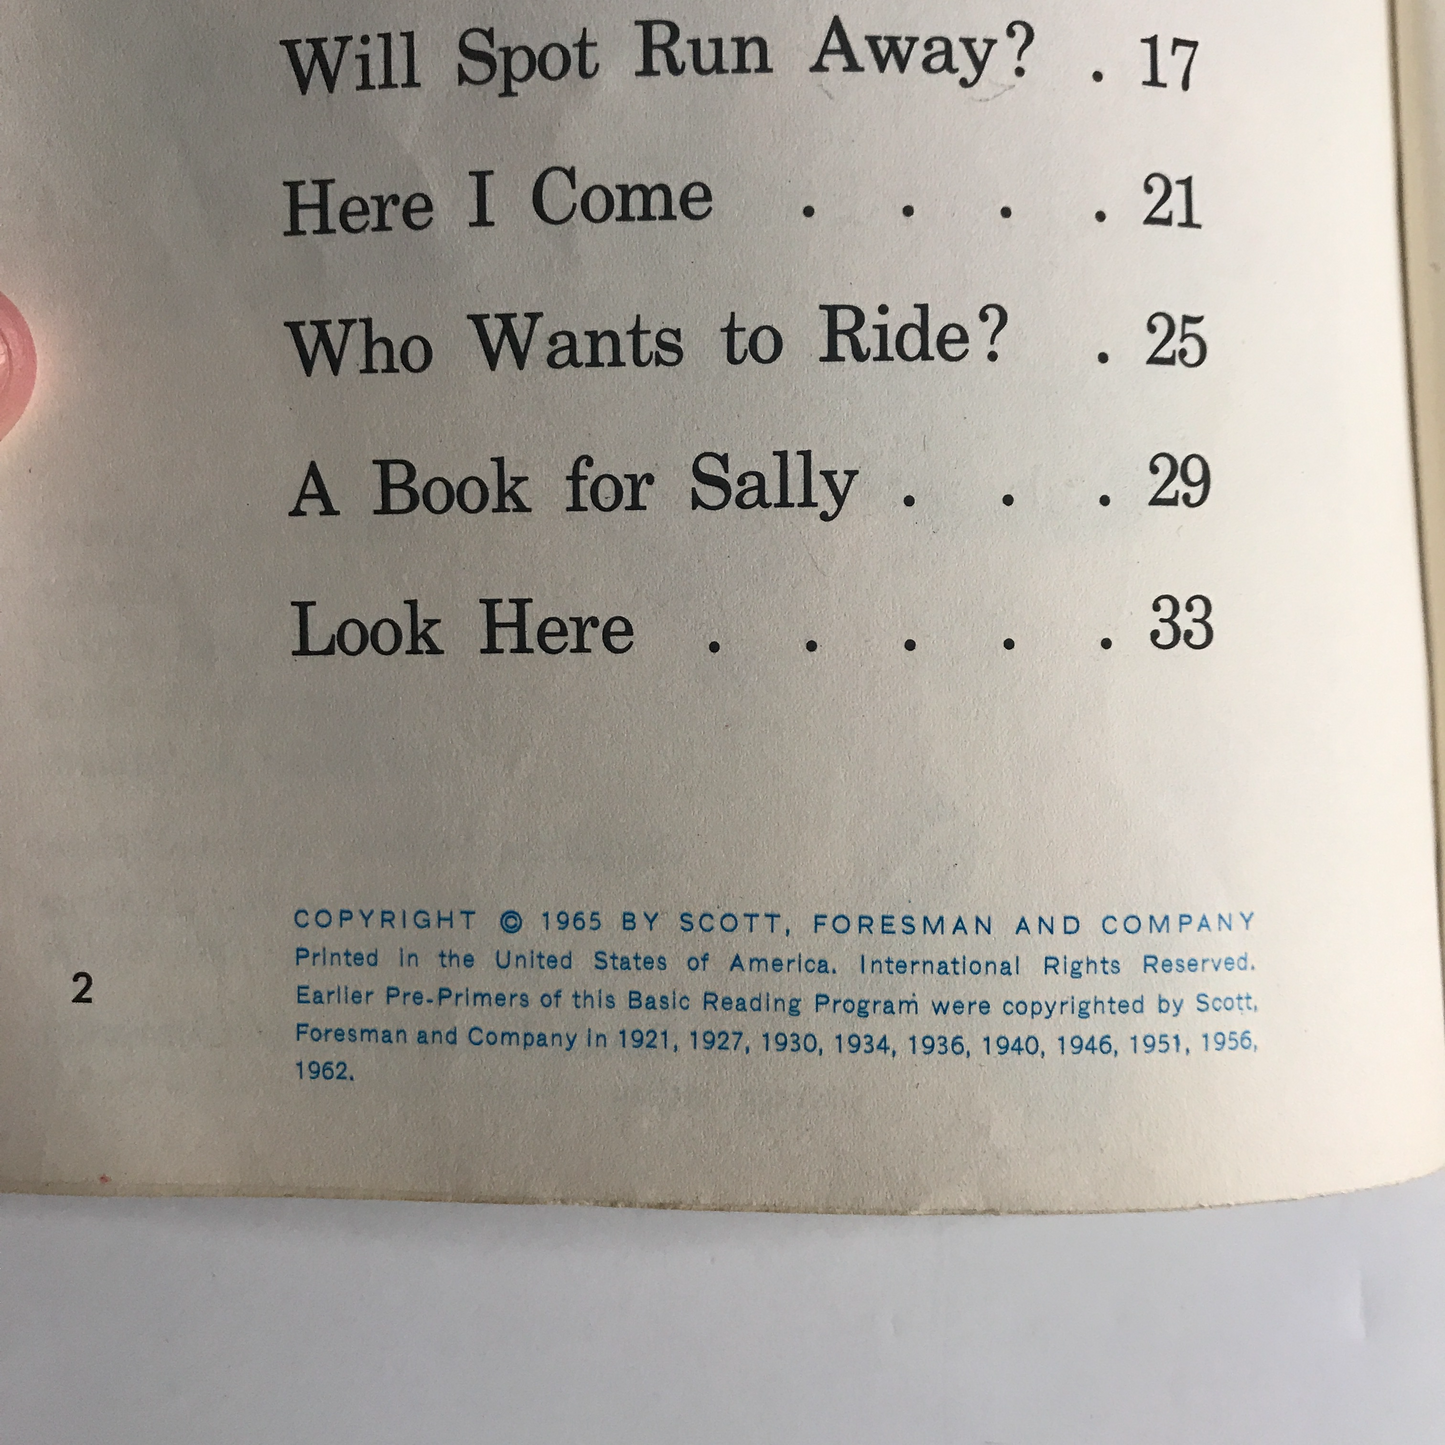 Will Spot Run Away? . 17
Here I Come . . . . 21
Who Wants to Ride? . 25
A Book for Sally . . . 29
Look Here . . . . . 33
COPYRIGHT © 1965 BY SCOTT, FORESMAN AND COMPANY
Printed in the United States of America. International Rights Reserved.
Earlier Pre-Primers of this Basic Reading Program were copyrighted by Scott,
Foresman and Company in 1921, 1927, 1930, 1934, 1936, 1940, 1946, 1951, 1956,
1962.
2